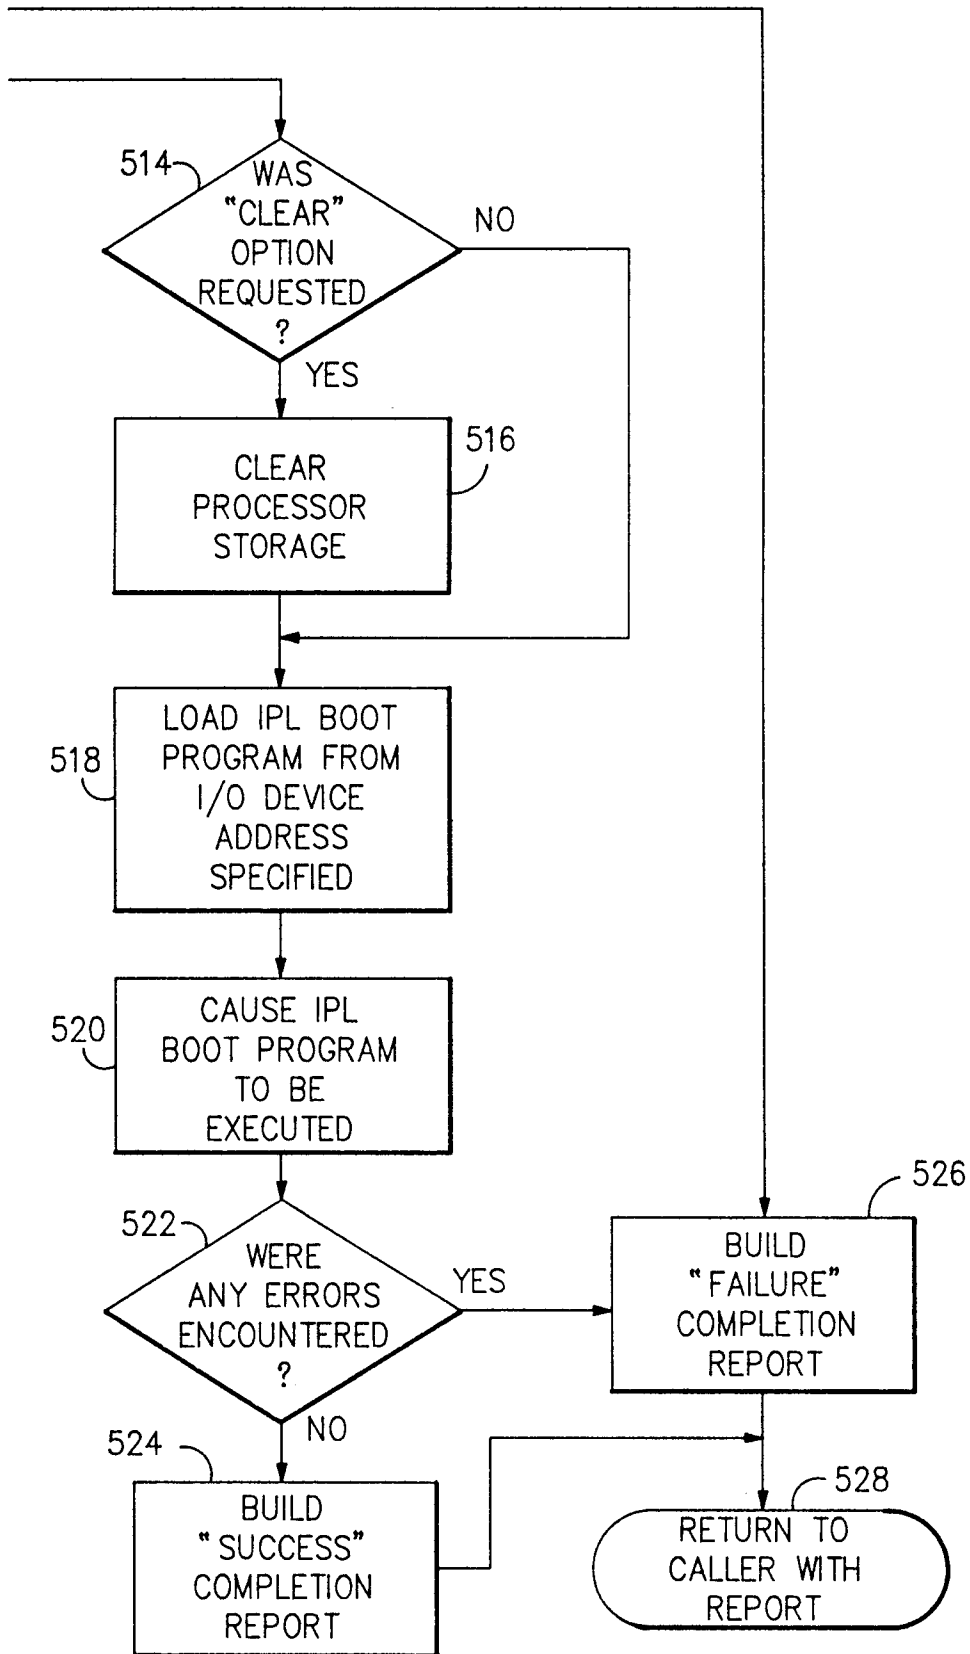 514
WAS
"CLEAR"
OPTION
REQUESTED
?
NO
YES
516
CLEAR
PROCESSOR
STORAGE
518
LOAD IPL BOOT
PROGRAM FROM
I/O DEVICE
ADDRESS
SPECIFIED
520
CAUSE IPL
BOOT PROGRAM
TO BE
EXECUTED
522
WERE
ANY ERRORS
ENCOUNTERED
?
YES
NO
526
BUILD
"FAILURE"
COMPLETION
REPORT
524
BUILD
"SUCCESS"
COMPLETION
REPORT
528
RETURN TO
CALLER WITH
REPORT